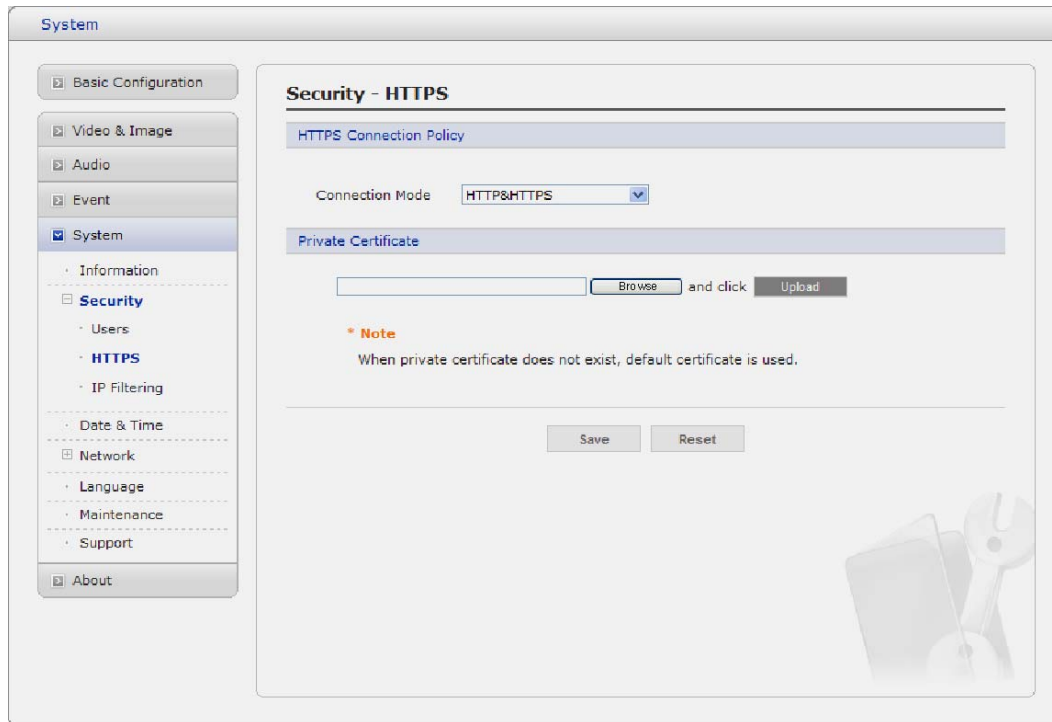 System
Basic Configuration
Video & Image
Audio
Event
System
Information
Security
Users
HTTPS
IP Filtering
Date & Time
Network
Language
Maintenance
Support
About
Security - HTTPS
HTTPS Connection Policy
Connection Mode HTTP&HTTPS
Private Certificate
Browse and click Upload
* Note
When private certificate does not exist, default certificate is used.
Save Reset